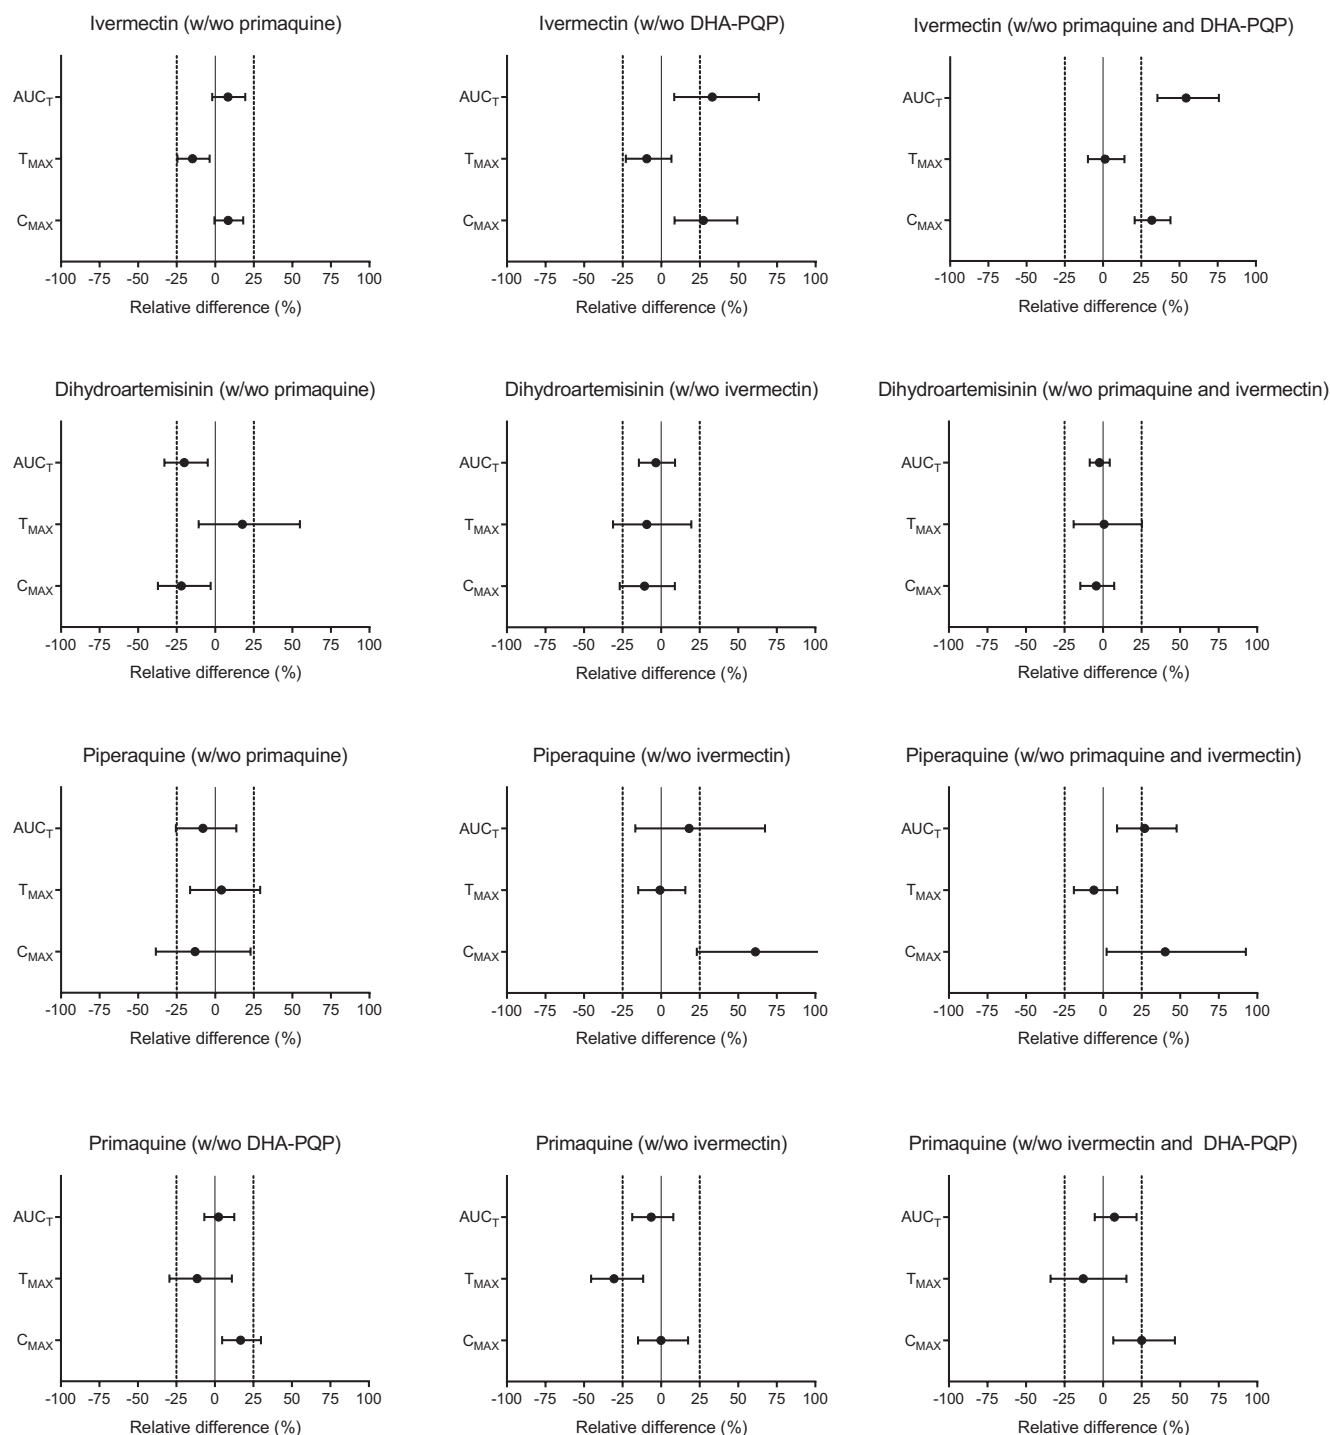 Ivermectin (w/wo primaquine)
AUCT
TMAX
CMAX
-100 -75 -50 -25 0 25 50 75 100
Relative difference (%)
Ivermectin (w/wo DHA-PQP)
AUCT
TMAX
CMAX
-100 -75 -50 -25 0 25 50 75 100
Relative difference (%)
Ivermectin (w/wo primaquine and DHA-PQP)
AUCT
TMAX
CMAX
-100 -75 -50 -25 0 25 50 75 100
Relative difference (%)
Dihydroartemisinin (w/wo primaquine)
AUCT
TMAX
CMAX
-100 -75 -50 -25 0 25 50 75 100
Relative difference (%)
Dihydroartemisinin (w/wo ivermectin)
AUCT
TMAX
CMAX
-100 -75 -50 -25 0 25 50 75 100
Relative difference (%)
Dihydroartemisinin (w/wo primaquine and ivermectin)
AUCT
TMAX
CMAX
-100 -75 -50 -25 0 25 50 75 100
Relative difference (%)
Piperaquine (w/wo primaquine)
AUCT
TMAX
CMAX
-100 -75 -50 -25 0 25 50 75 100
Relative difference (%)
Piperaquine (w/wo ivermectin)
AUCT
TMAX
CMAX
-100 -75 -50 -25 0 25 50 75 100
Relative difference (%)
Piperaquine (w/wo primaquine and ivermectin)
AUCT
TMAX
CMAX
-100 -75 -50 -25 0 25 50 75 100
Relative difference (%)
Primaquine (w/wo DHA-PQP)
AUCT
TMAX
CMAX
-100 -75 -50 -25 0 25 50 75 100
Relative difference (%)
Primaquine (w/wo ivermectin)
AUCT
TMAX
CMAX
-100 -75 -50 -25 0 25 50 75 100
Relative difference (%)
Primaquine (w/wo ivermectin and DHA-PQP)
AUCT
TMAX
CMAX
-100 -75 -50 -25 0 25 50 75 100
Relative difference (%)